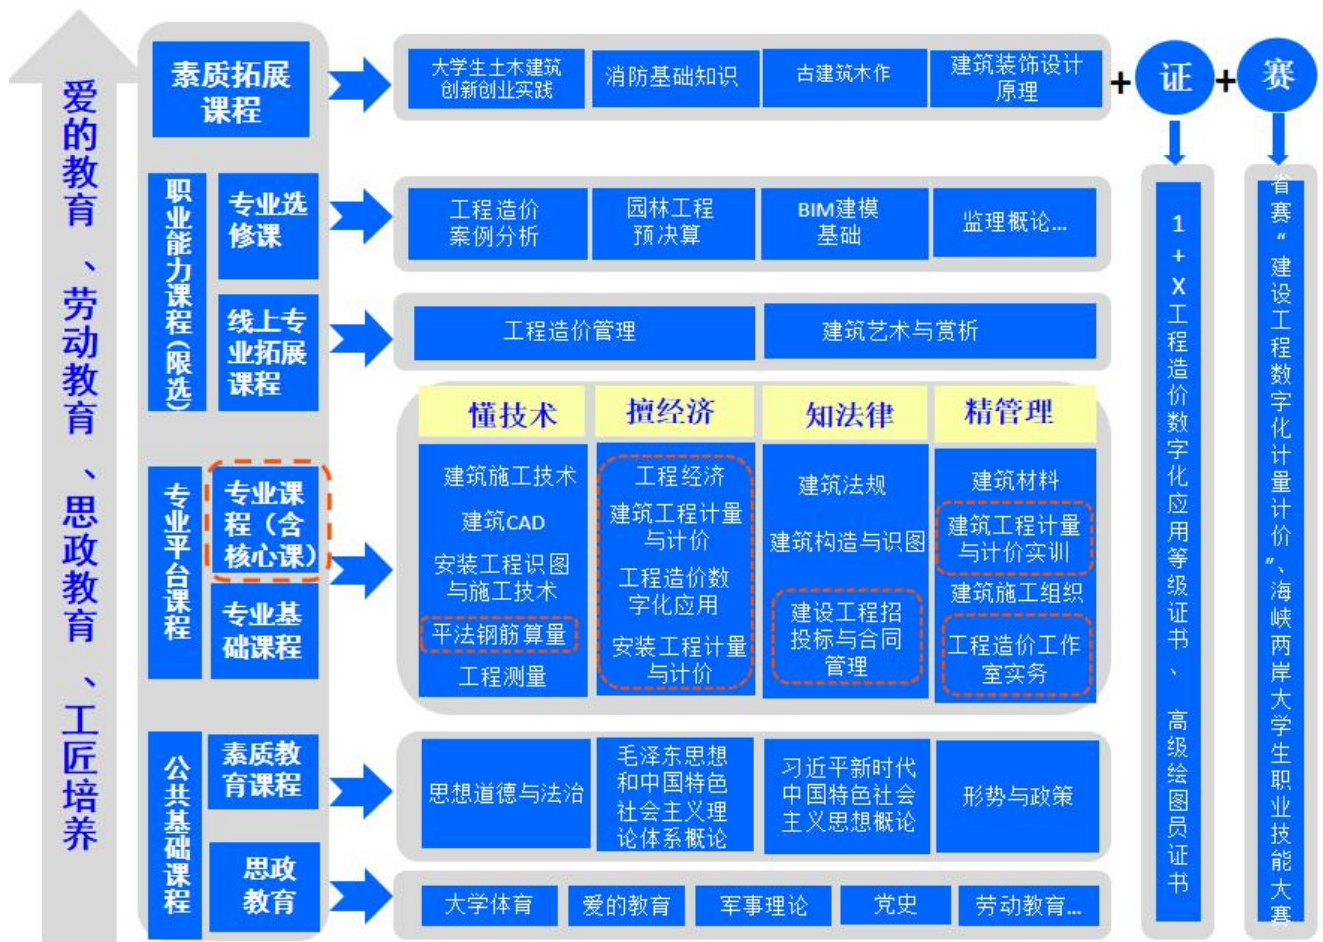 爱的教育、劳动教育、思政教育、工匠培养
素质拓展
课程
大学生土木建筑
创新创业实践
消防基础知识
古建筑木作
建筑装饰设计
原理
+
证
+
赛
职业能力课程(限选)
专业选
修课
工程造价
案例分析
园林工程
预决算
BIM建模
基础
监理概论...
线上专
业拓展
课程
工程造价管理
建筑艺术与赏析
专业平台课程
专业课
程（含
核心课）
专业基
础课程
懂技术
建筑施工技术
建筑CAD
安装工程识图
与施工技术
平法钢筋算量
工程测量
擅经济
工程经济
建筑工程计量
与计价
工程造价数
字化应用
安装工程计量
与计价
知法律
建筑法规
建筑构造与识图
建设工程招
投标与合同
管理
精管理
建筑材料
建筑工程计量
与计价实训
建筑施工组织
工程造价工作
室实务
公共基础课程
素质教
育课程
思想道德与法治
毛泽东思想
和中国特色
社会主义理
论体系概论
习近平新时代
中国特色社会
主义思想概论
形势与政策
思政
教育
大学体育
爱的教育
军事理论
党史
劳动教育...
1+X工程造价数字化应用等级证书、高级绘图员证书
省赛“建设工程数字化计量计价”、海峡两岸大学生职业技能大赛